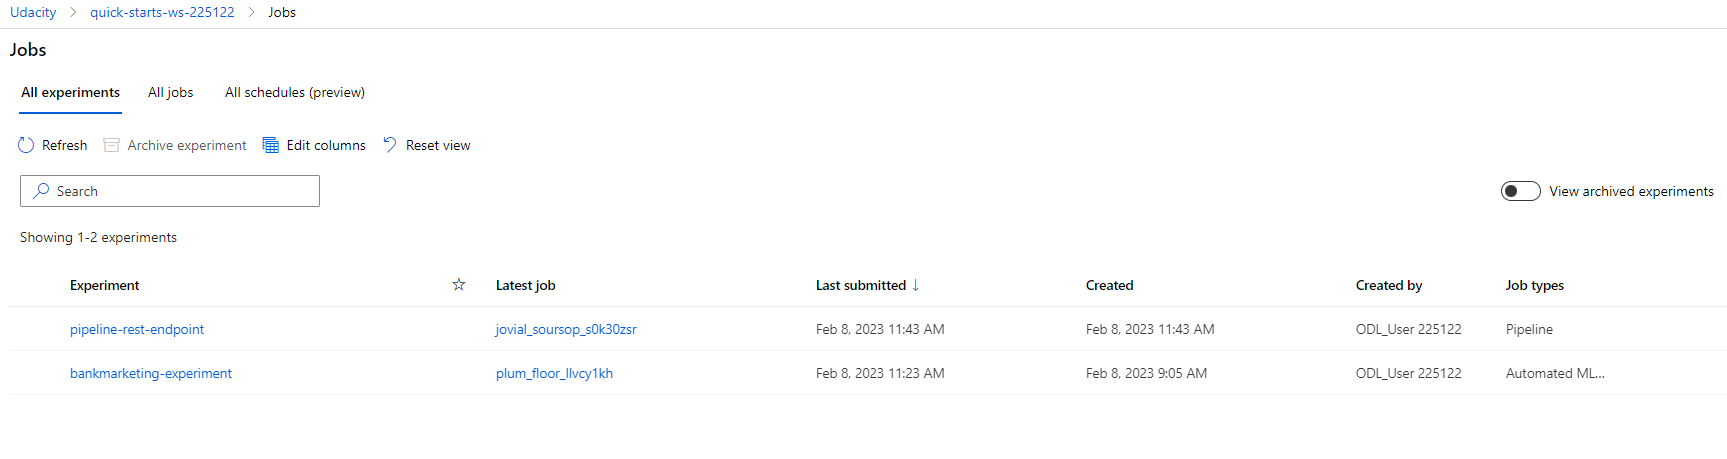 Udacity > quick-starts-ws-225122 > Jobs
Jobs
All experiments All jobs All schedules (preview)
Refresh Archive experiment Edit columns Reset view
Search View archived experiments
Showing 1-2 experiments
Experiment Latest job Last submitted ↓ Created Created by Job types
pipeline-rest-endpoint jovial_soursop_s0k30zsr Feb 8, 2023 11:43 AM Feb 8, 2023 11:43 AM ODL_User 225122 Pipeline
bankmarketing-experiment plum_floor_llvcy1kh Feb 8, 2023 11:23 AM Feb 8, 2023 9:05 AM ODL_User 225122 Automated ML...